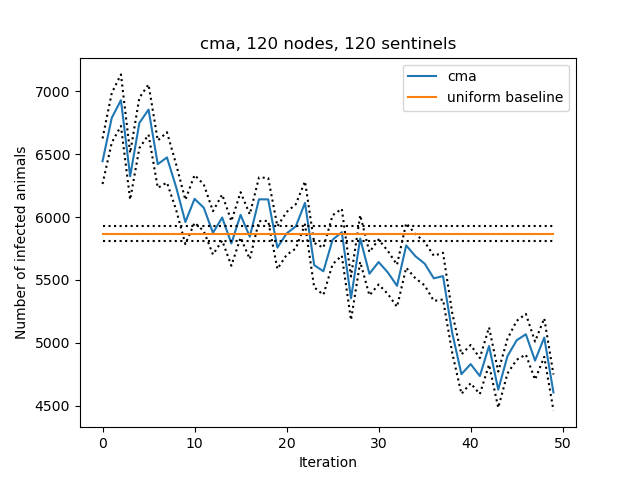 cma, 120 nodes, 120 sentinels
cma
uniform baseline
Number of infected animals
7000
6500
6000
5500
5000
4500
0
10
20
30
40
50
Iteration